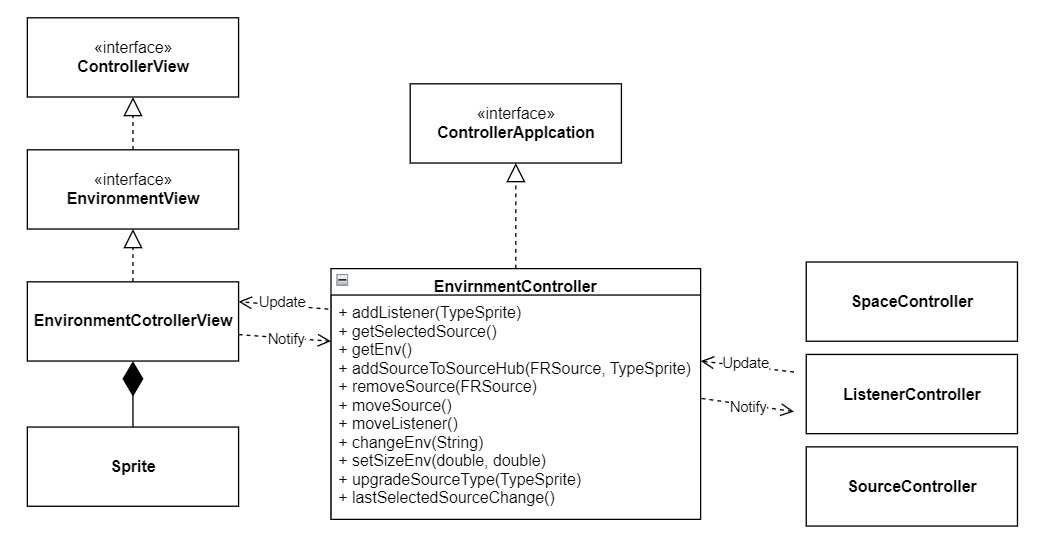 «interface»
ControllerView
«interface»
EnvironmentView
EnvironmentCotrollerView
Sprite
Update
Notify
«interface»
ControllerApplcation
EnvirnmentController
+ addListener(TypeSprite)
+ getSelectedSource()
+ getEnv()
+ addSourceToSourceHub(FRSource, TypeSprite)
+ removeSource(FRSource)
+ moveSource()
+ moveListener()
+ changeEnv(String)
+ setSizeEnv(double, double)
+ upgradeSourceType(TypeSprite)
+ lastSelectedSourceChange()
Update
Notify
SpaceController
ListenerController
SourceController